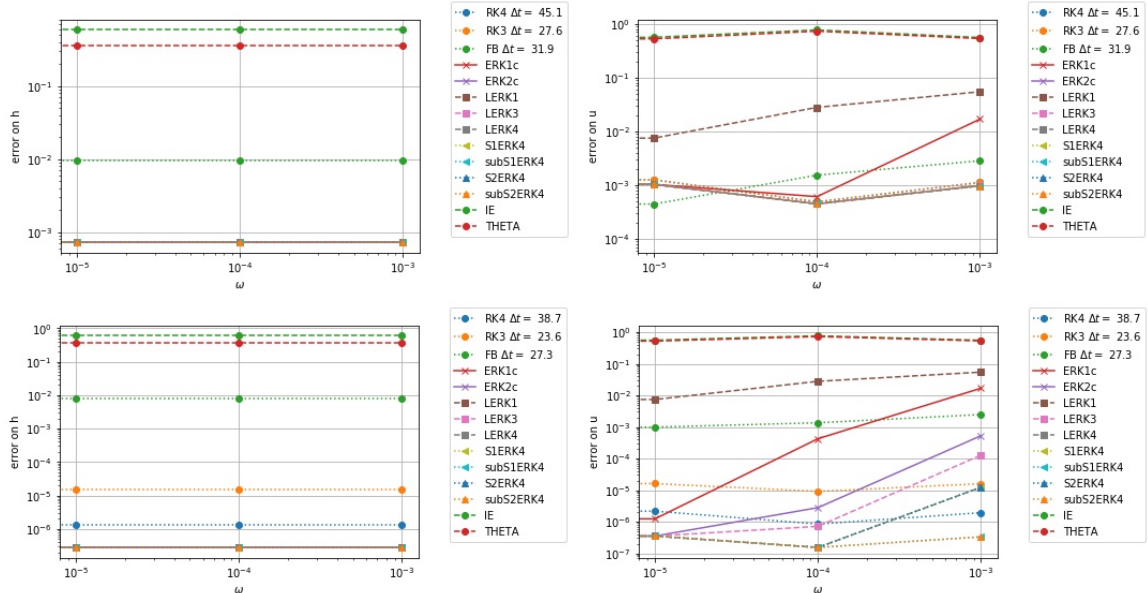 error on h
10⁻¹
10⁻²
10⁻³
10⁻⁵
10⁻⁴
10⁻³
ω
RK4 Δt = 45.1
RK3 Δt = 27.6
FB Δt = 31.9
ERK1c
ERK2c
LERK1
LERK3
LERK4
S1ERK4
subS1ERK4
S2ERK4
subS2ERK4
IE
THETA
error on u
10⁰
10⁻¹
10⁻²
10⁻³
10⁻⁴
10⁻⁵
10⁻⁴
10⁻³
ω
RK4 Δt = 45.1
RK3 Δt = 27.6
FB Δt = 31.9
ERK1c
ERK2c
LERK1
LERK3
LERK4
S1ERK4
subS1ERK4
S2ERK4
subS2ERK4
IE
THETA
error on h
10⁰
10⁻¹
10⁻²
10⁻³
10⁻⁴
10⁻⁵
10⁻⁶
10⁻⁵
10⁻⁴
10⁻³
ω
RK4 Δt = 38.7
RK3 Δt = 23.6
FB Δt = 27.3
ERK1c
ERK2c
LERK1
LERK3
LERK4
S1ERK4
subS1ERK4
S2ERK4
subS2ERK4
IE
THETA
error on u
10⁰
10⁻¹
10⁻²
10⁻³
10⁻⁴
10⁻⁵
10⁻⁶
10⁻⁷
10⁻⁵
10⁻⁴
10⁻³
ω
RK4 Δt = 38.7
RK3 Δt = 23.6
FB Δt = 27.3
ERK1c
ERK2c
LERK1
LERK3
LERK4
S1ERK4
subS1ERK4
S2ERK4
subS2ERK4
IE
THETA